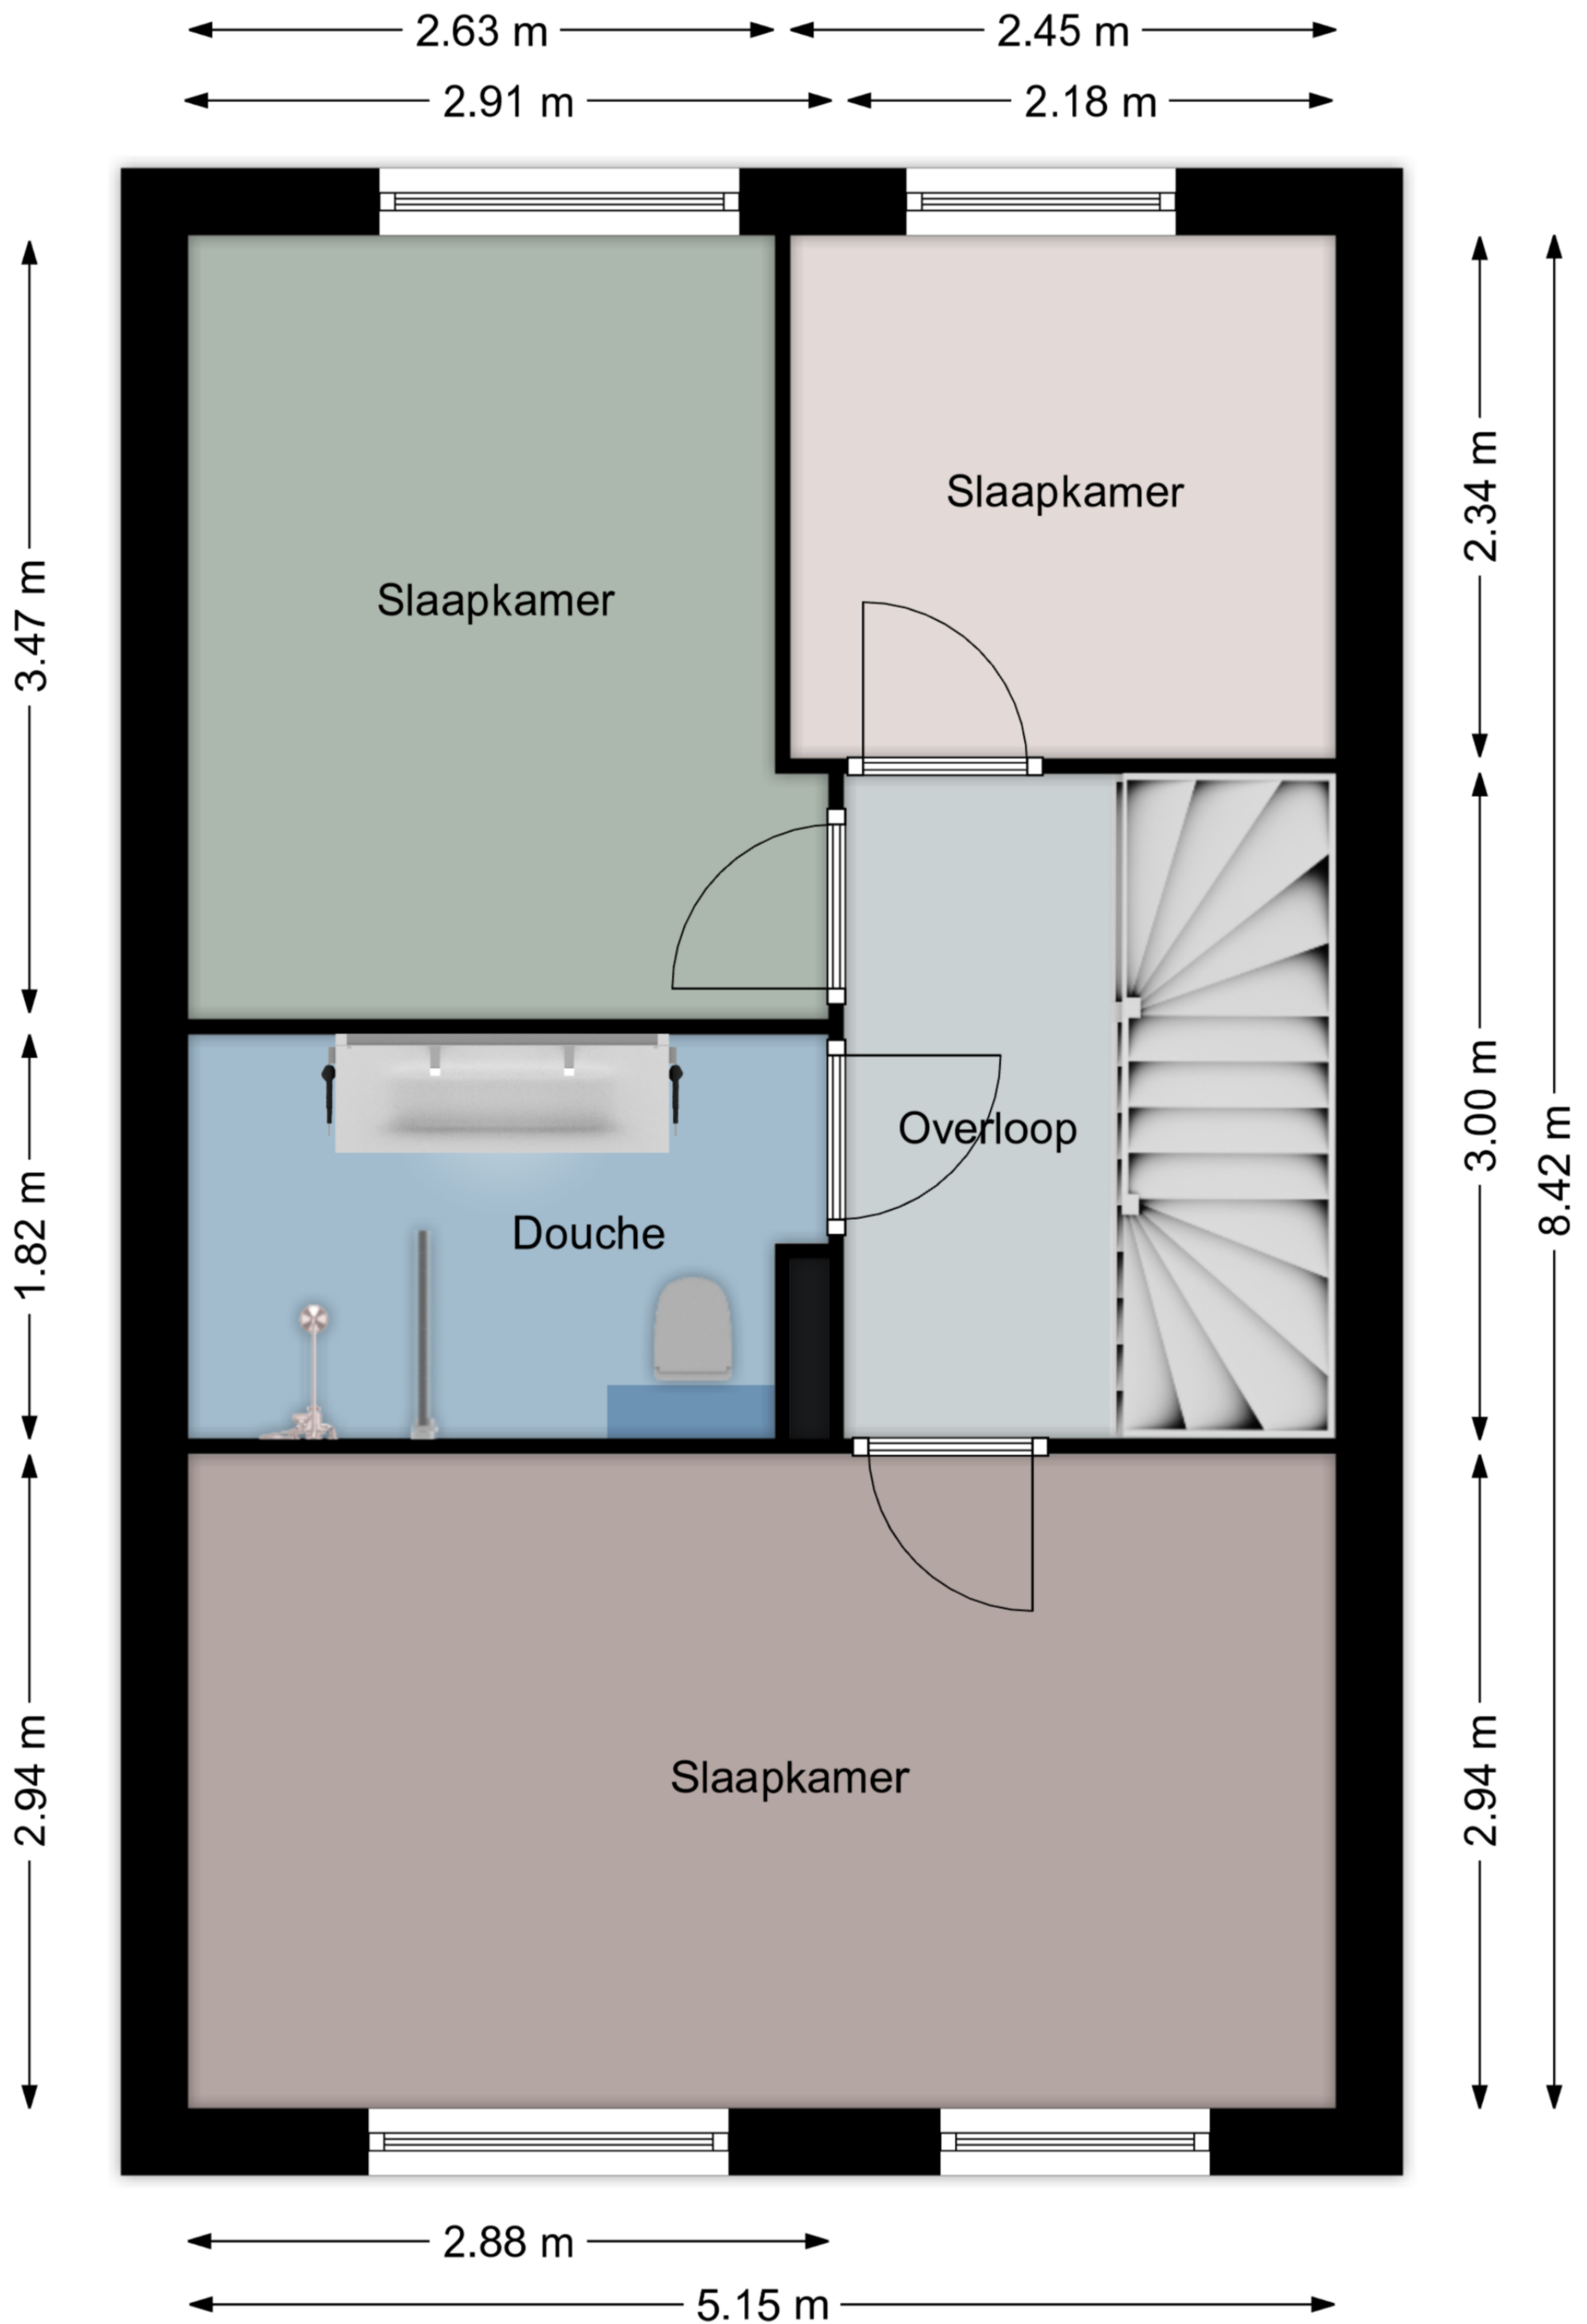 2.63 m
2.45 m
2.91 m
2.18 m
Slaapkamer
Slaapkamer
3.47 m
2.34 m
Overloop
Douche
1.82 m
3.00 m
8.42 m
Slaapkamer
2.94 m
2.94 m
2.88 m
5.15 m